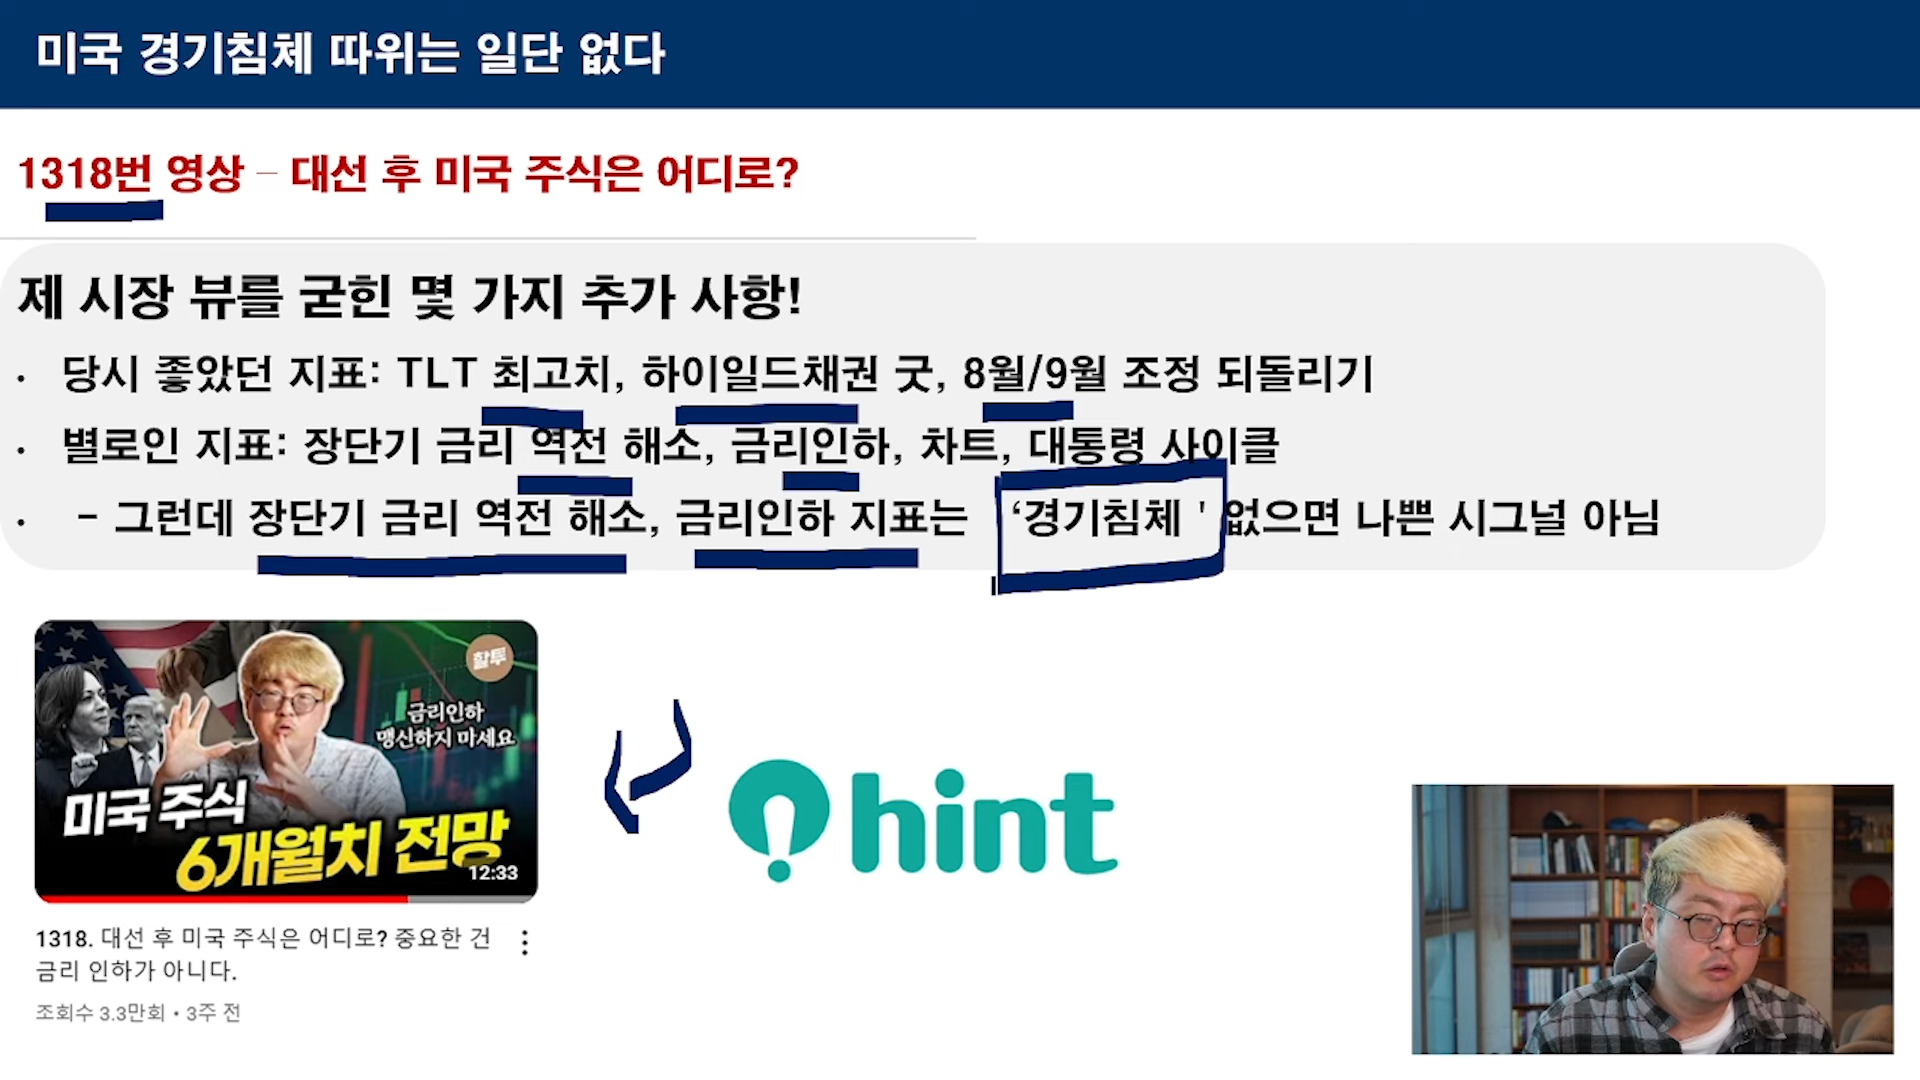 미국 경기침체 따위는 일단 없다
1318번 영상 – 대선 후 미국 주식은 어디로?
제 시장 뷰를 굳힌 몇 가지 추가 사항!
• 당시 좋았던 지표: TLT 최고치, 하이일드채권 굿, 8월/9월 조정 되돌리기
• 별로인 지표: 장단기 금리 역전 해소, 금리인하, 차트, 대통령 사이클
• - 그런데 장단기 금리 역전 해소, 금리인하 지표는 ‘경기침체 ' 없으면 나쁜 시그널 아님
할투
금리인하
맹신하지 마세요
미국 주식
6개월치 전망
12:33
hint
1318. 대선 후 미국 주식은 어디로? 중요한 건
금리 인하가 아니다.
조회수 3.3만회 • 3주 전